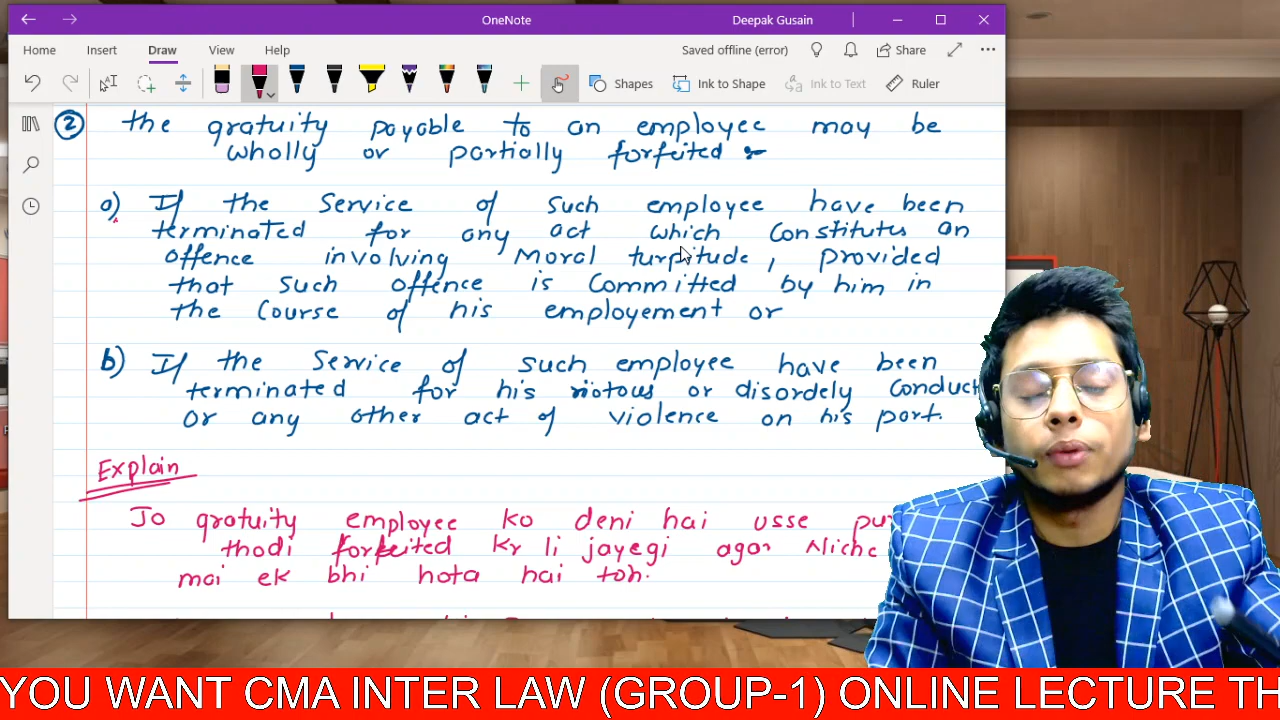 OneNote
Deepak Gusain
Home Insert Draw View Help
Saved offline (error)
Share
Shapes
Ink to Shape
Ink to Text
Ruler
② the gratuity payable to an employee may be
wholly or partially forfeited :-
a) If the Service of such employee have been
terminated for any act which Constitutes an
offence involving Moral turpitude, provided
that such offence is Committed by him in
the Course of his employement or
b) If the Service of such employee have been
terminated for his riotous or disordely Conduct
or any other act of violence on his part.
Explain
Jo gratuity employee ko deni hai usse
thodi forfeited kr li jayegi agar Niche
mai ek bhi hota hai toh.
YOU WANT CMA INTER LAW (GROUP-1) ONLINE LECTURE TH